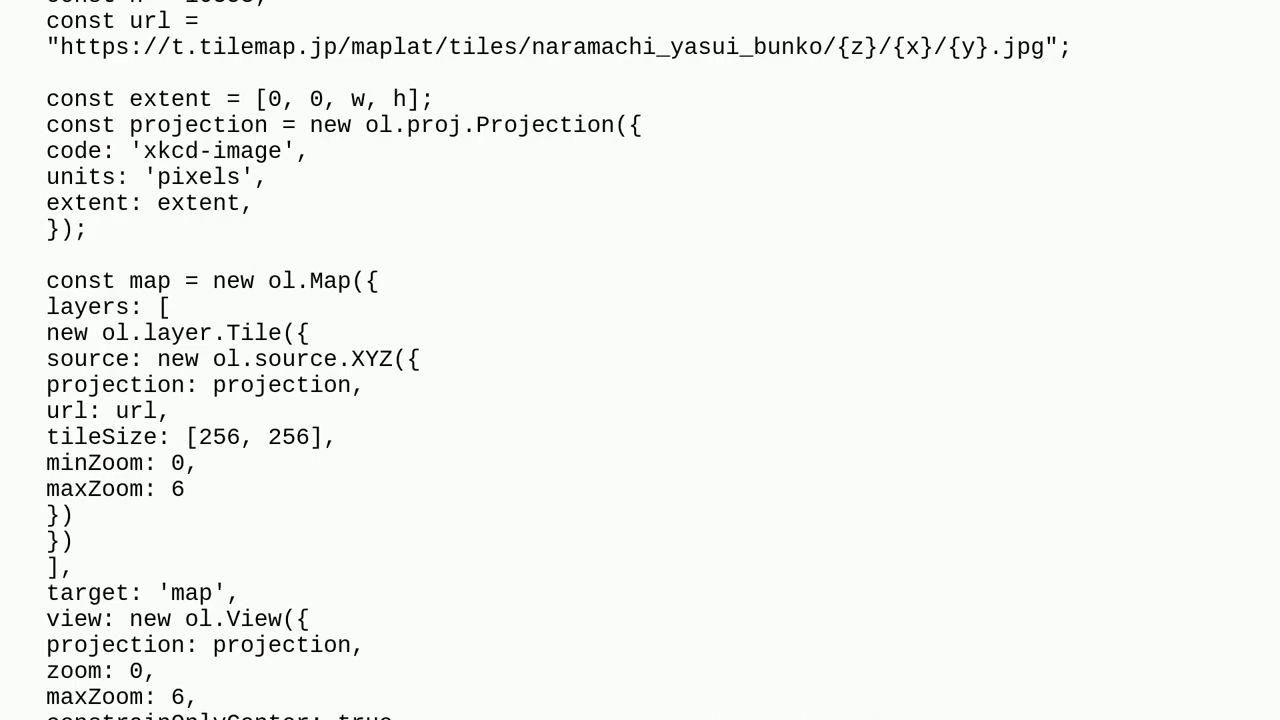 const url =
"https://t.tilemap.jp/maplat/tiles/naramachi_yasui_bunko/{z}/{x}/{y}.jpg";
const extent = [0, 0, w, h];
const projection = new ol.proj.Projection({
code: 'xkcd-image',
units: 'pixels',
extent: extent,
});
const map = new ol.Map({
layers: [
new ol.layer.Tile({
source: new ol.source.XYZ({
projection: projection,
url: url,
tileSize: [256, 256],
minZoom: 0,
maxZoom: 6
})
})
],
target: 'map',
view: new ol.View({
projection: projection,
zoom: 0,
maxZoom: 6,
constrainOnlyCenter: true